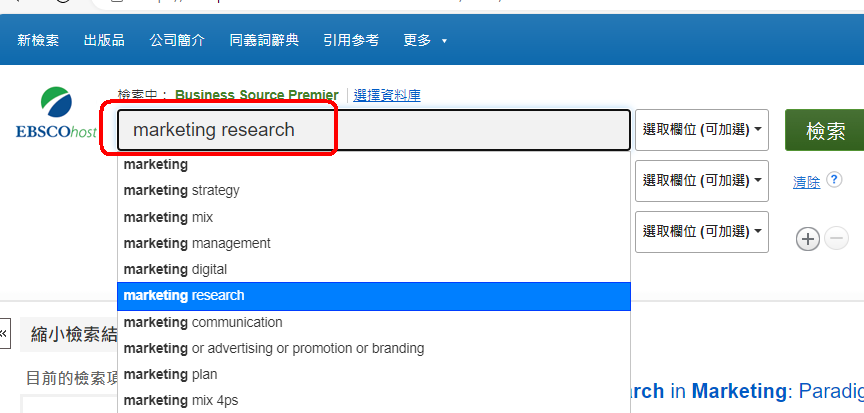 新檢索 出版品 公司簡介 同義詞辭典 引用參考 更多
檢索中： Business Source Premier 選擇資料庫
EBSCOhost
marketing research
選取欄位 (可加選)
檢索
marketing
marketing strategy
選取欄位 (可加選)
清除 ?
marketing mix
marketing management
選取欄位 (可加選)
marketing digital
marketing research
marketing communication
縮小檢索結
marketing or advertising or promotion or branding
marketing plan
目前的檢索項
in Marketing: Paradig
marketing mix 4ps